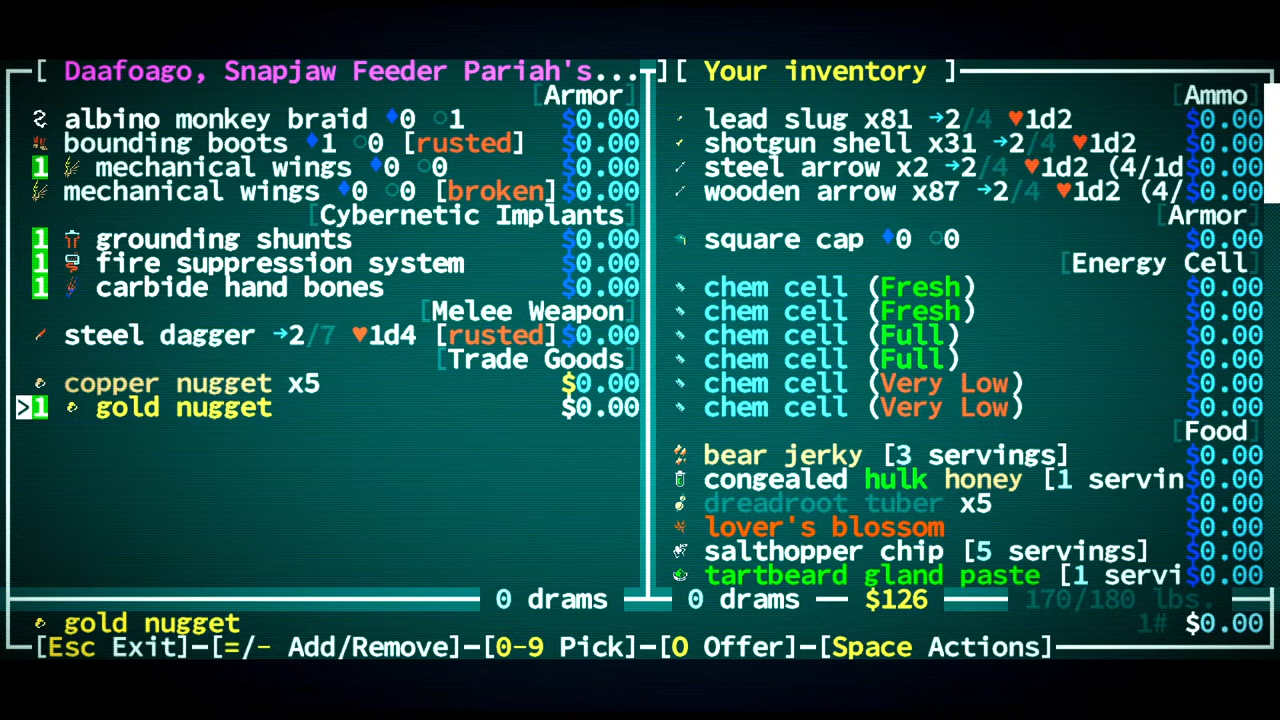 [ Daafoago, Snapjaw Feeder Pariah's...
[Armor]
albino monkey braid ♦0 ○1 $0.00
bounding boots ♦1 ○0 [rusted] $0.00
1 mechanical wings ♦0 ○0 $0.00
mechanical wings ♦0 ○0 [broken] $0.00
[Cybernetic Implants]
1 grounding shunts $0.00
1 fire suppression system $0.00
1 carbide hand bones $0.00
[Melee Weapon]
steel dagger →2/7 ♥1d4 [rusted] $0.00
[Trade Goods]
copper nugget x5 $0.00
>1 gold nugget $0.00
0 drams
][ Your inventory ]
[Ammo]
lead slug x81 →2/4 ♥1d2 $0.00
shotgun shell x31 →2/4 ♥1d2 $0.00
steel arrow x2 →2/4 ♥1d2 (4/1d $0.00
wooden arrow x87 →2/4 ♥1d2 (4/ $0.00
[Armor]
square cap ♦0 ○0 $0.00
[Energy Cell]
chem cell (Fresh) $0.00
chem cell (Fresh) $0.00
chem cell (Full) $0.00
chem cell (Full) $0.00
chem cell (Very Low) $0.00
chem cell (Very Low) $0.00
[Food]
bear jerky [3 servings] $0.00
congealed hulk honey [1 servin $0.00
dreadroot tuber x5 $0.00
lover's blossom $0.00
salthopper chip [5 servings] $0.00
tartbeard gland paste [1 servi $0.00
0 drams — $126 170/180 lbs.
gold nugget 1# $0.00
[Esc Exit]–[=/- Add/Remove]–[0-9 Pick]–[O Offer]–[Space Actions]